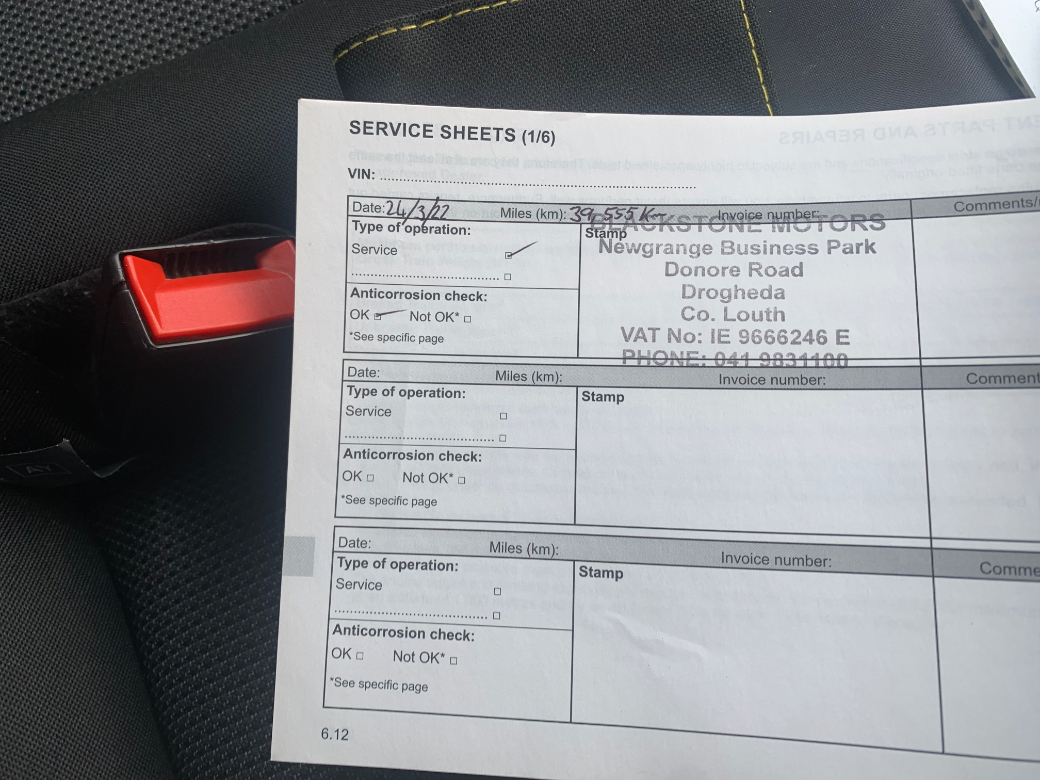 SERVICE SHEETS (1/6)
VIN:
Date: 24/3/22 Miles (km): 39,555 Km Invoice number: Comments/
Type of operation:
Service
Anticorrosion check:
OK Not OK*
*See specific page
Stamp
BLACKSTONE MOTORS
Newgrange Business Park
Donore Road
Drogheda
Co. Louth
VAT No: IE 9666246 E
PHONE: 041 9831100
Date: Miles (km): Invoice number: Comment
Type of operation:
Service
Anticorrosion check:
OK Not OK*
*See specific page
Stamp
Date: Miles (km): Invoice number: Comme
Type of operation:
Service
Anticorrosion check:
OK Not OK*
*See specific page
Stamp
6.12